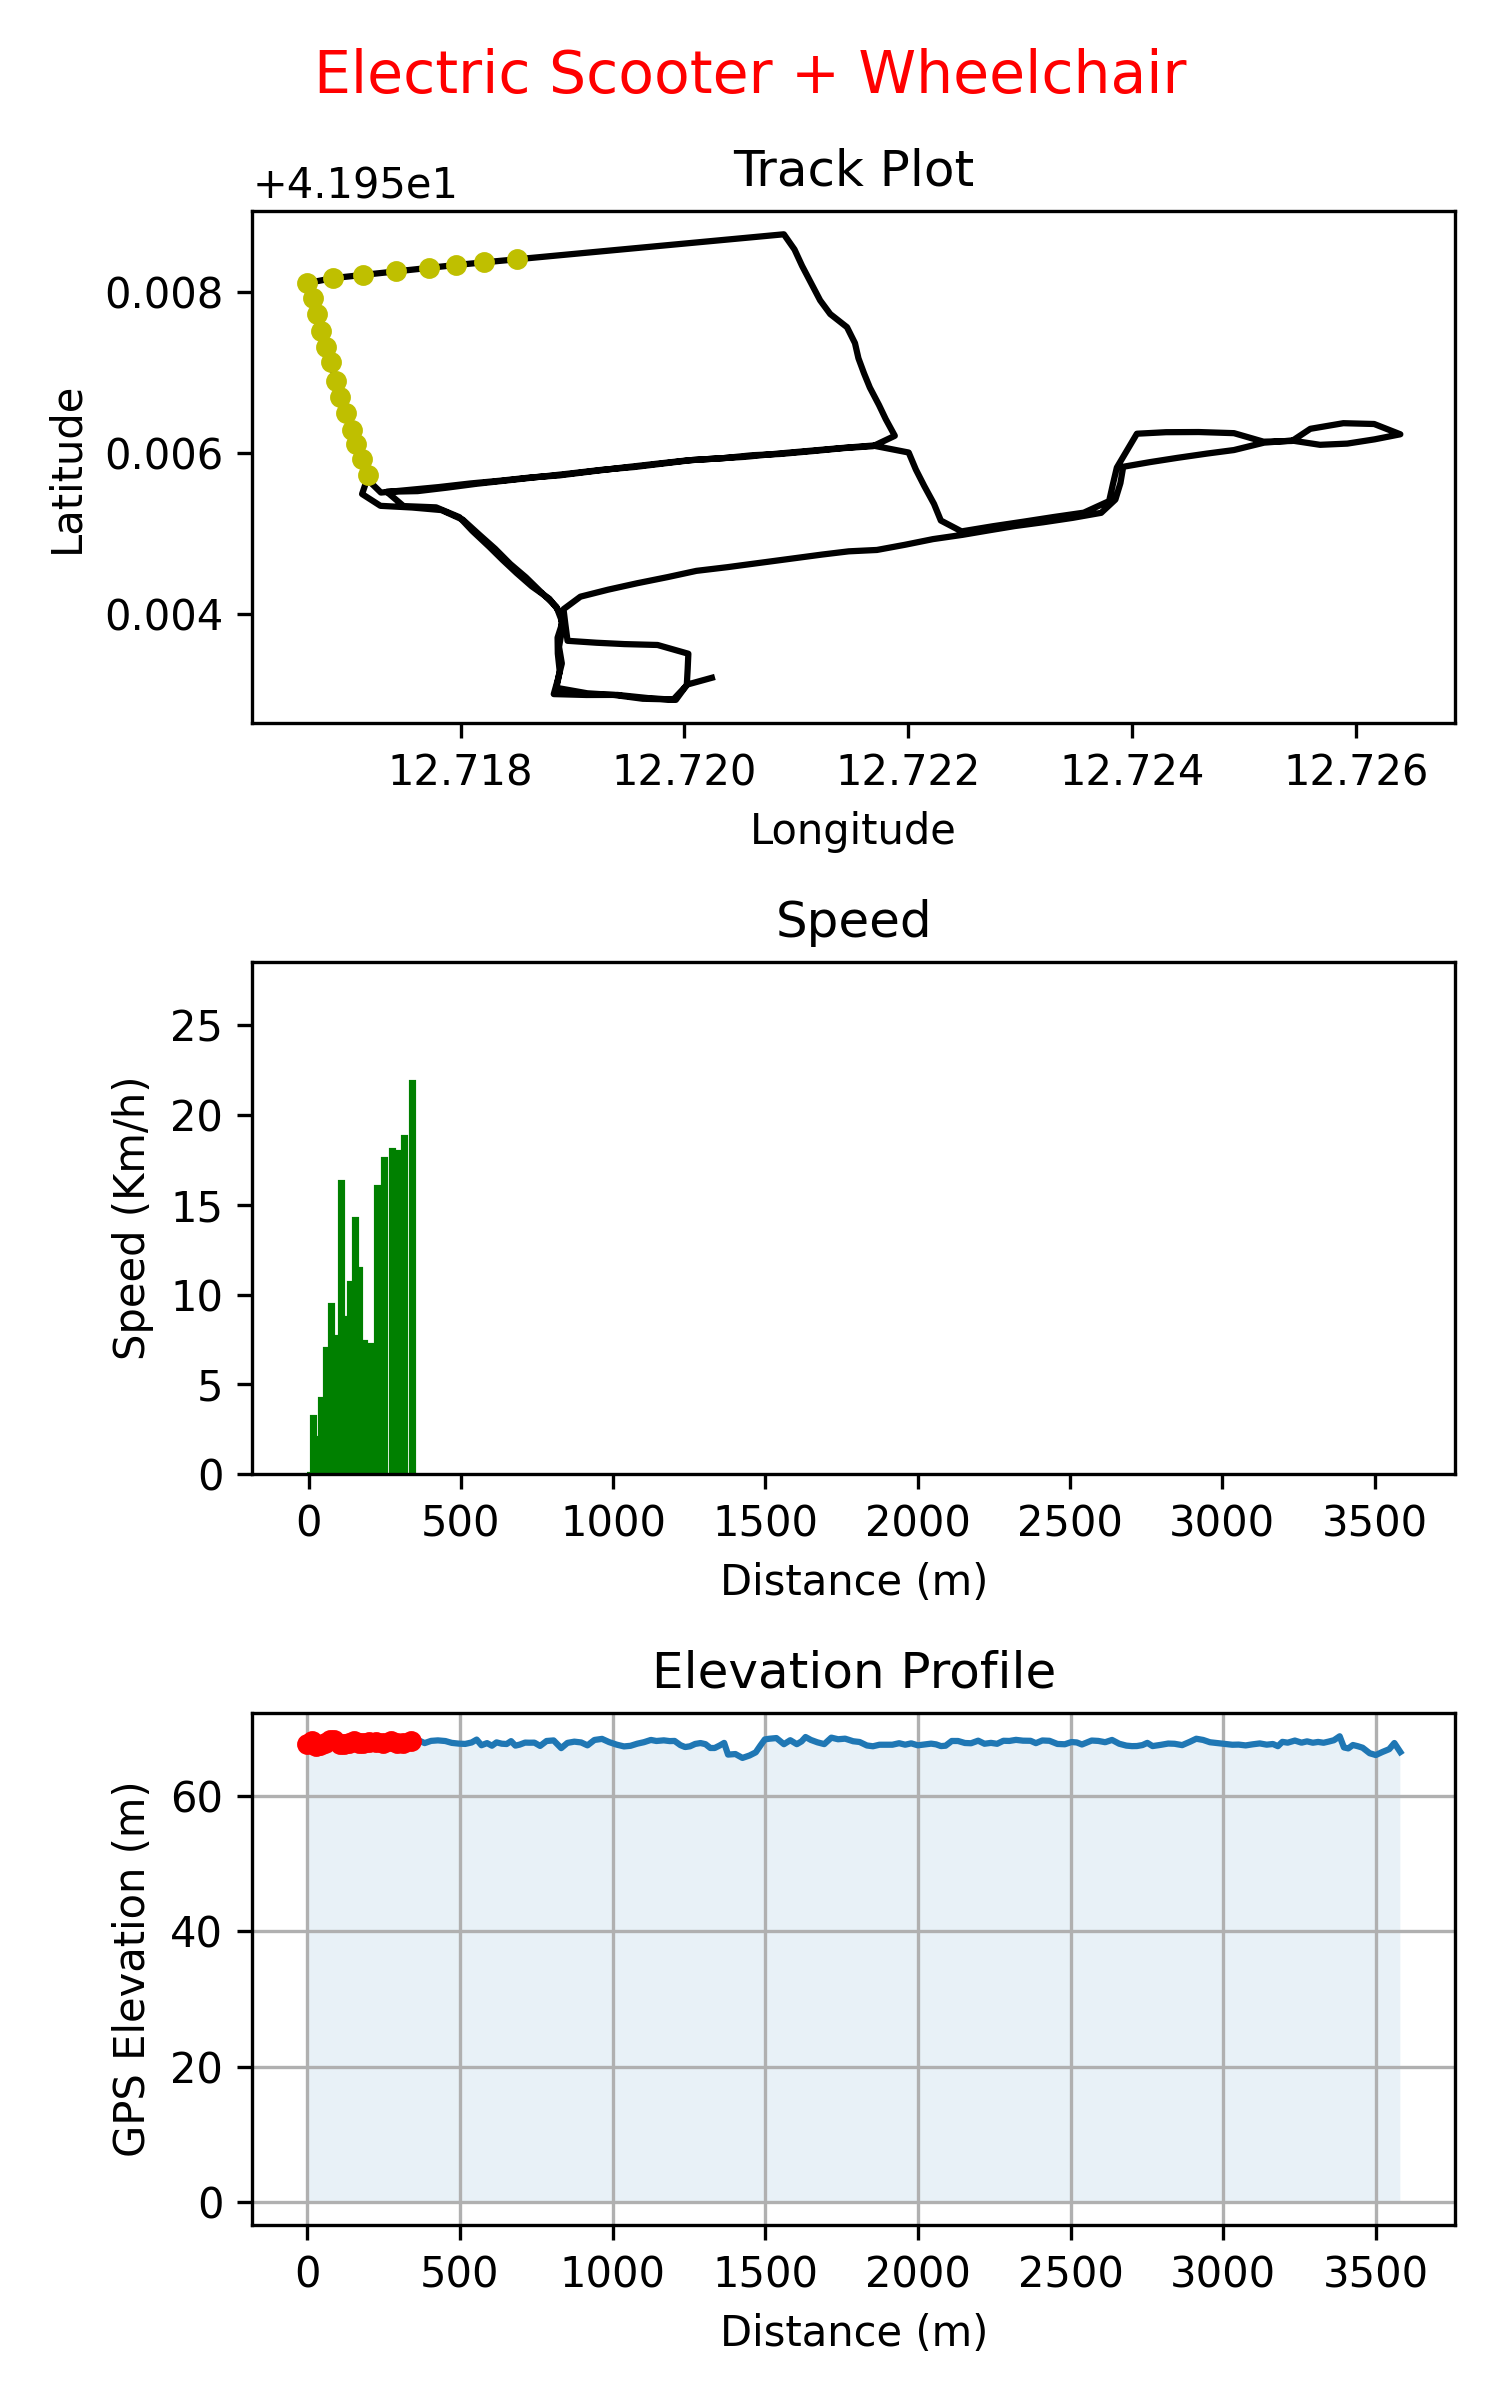 Electric Scooter + Wheelchair
Track Plot
+4.195e1
0.008
0.006
0.004
Latitude
12.718 12.720 12.722 12.724 12.726
Longitude
Speed
25
20
15
10
5
0
Speed (Km/h)
0 500 1000 1500 2000 2500 3000 3500
Distance (m)
Elevation Profile
60
40
20
0
GPS Elevation (m)
0 500 1000 1500 2000 2500 3000 3500
Distance (m)